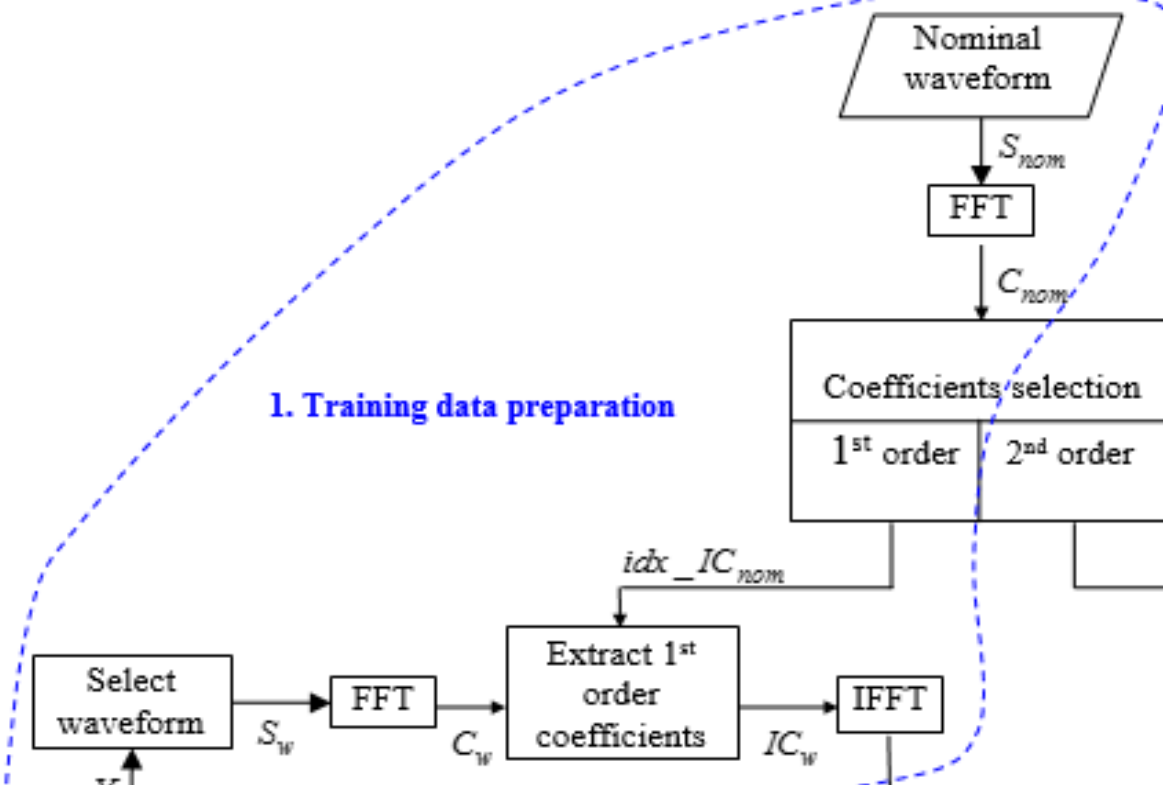 Nominal
waveform
S_nom
FFT
C_nom
Coefficients selection
1st order
2nd order
1. Training data preparation
idx_IC_nom
Select
waveform
S_w
FFT
C_w
Extract 1st
order
coefficients
IC_w
IFFT